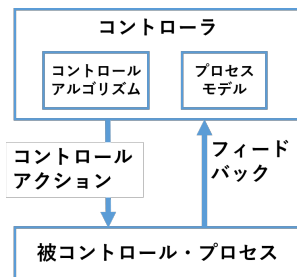 コントローラ
コントロール
アルゴリズム
プロセス
モデル
コントロール
アクション
フィード
バック
被コントロール・プロセス